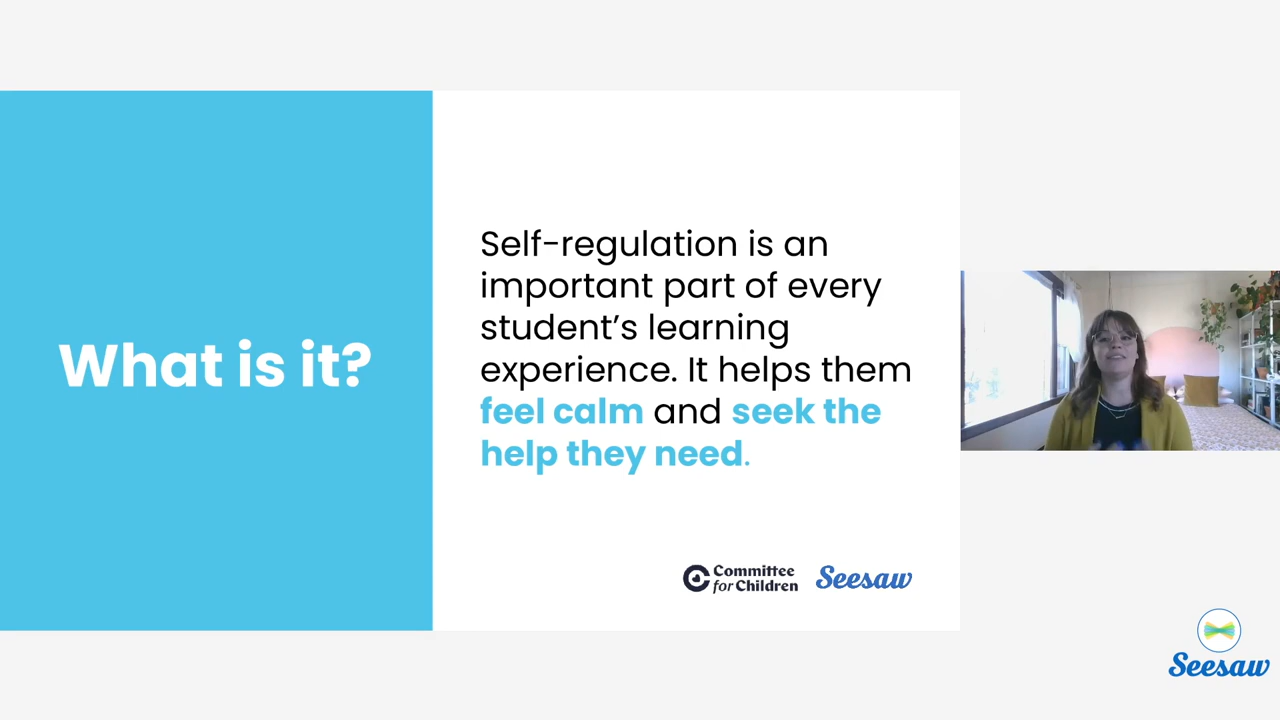 What is it?
Self-regulation is an
important part of every
student’s learning
experience. It helps them
feel calm and seek the
help they need.
Committee
for Children
Seesaw
Seesaw